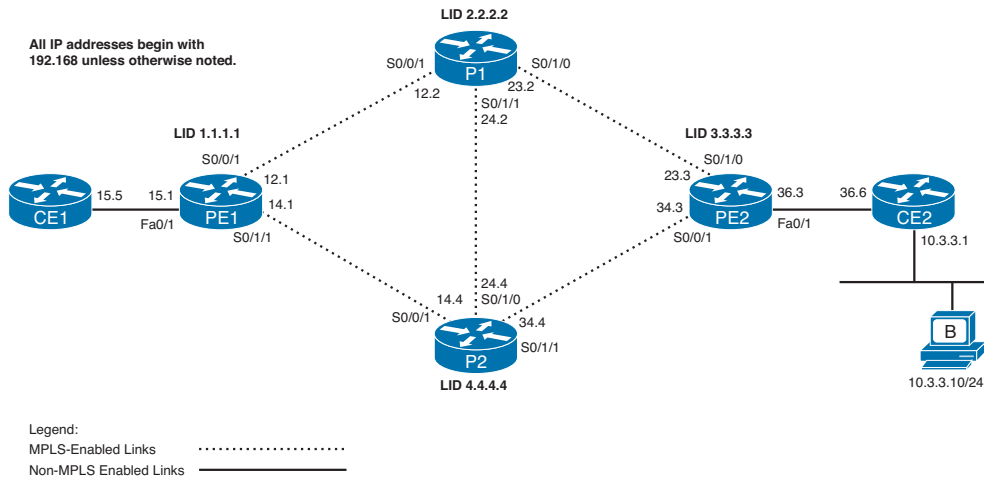 LID 2.2.2.2
All IP addresses begin with
192.168 unless otherwise noted.
S0/0/1
P1
S0/1/0
12.2
23.2
S0/1/1
24.2
LID 1.1.1.1
LID 3.3.3.3
S0/0/1
S0/1/0
12.1
23.3
CE1
15.5
15.1
PE1
14.1
34.3
PE2
36.3
36.6
CE2
Fa0/1
S0/1/1
S0/0/1
Fa0/1
10.3.3.1
24.4
14.4
S0/1/0
S0/0/1
34.4
P2
S0/1/1
LID 4.4.4.4
B
10.3.3.10/24
Legend:
MPLS-Enabled Links
Non-MPLS Enabled Links